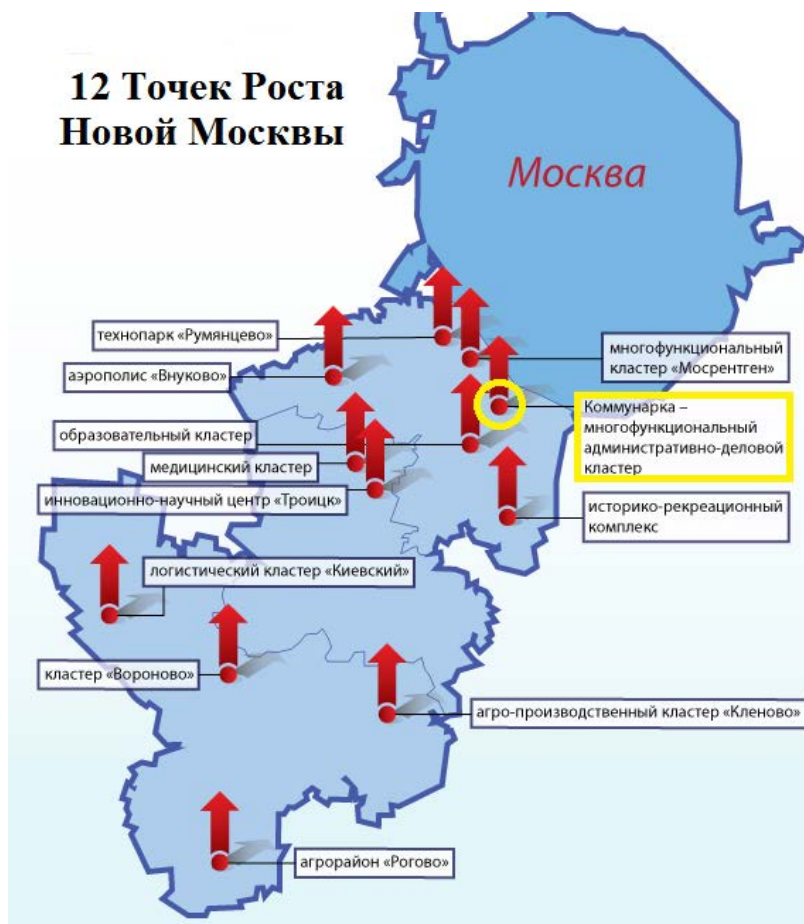 12 Точек Роста
Новой Москвы
Москва
технопарк «Румянцево»
многофункциональный
кластер «Мосрентген»
аэрополис «Внуково»
Коммунарка –
многофункциональный
административно-деловой
кластер
образовательный кластер
медицинский кластер
инновационно-научный центр «Троицк»
историко-рекреационный
комплекс
логистический кластер «Киевский»
кластер «Вороново»
агро-производственный кластер «Кленово»
агрорайон «Рогово»